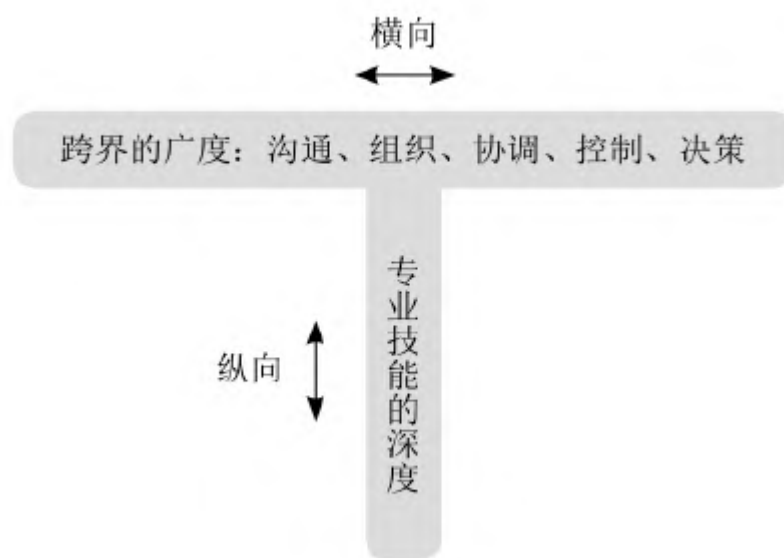 横向
跨界的广度：沟通、组织、协调、控制、决策
专业技能的深度
纵向